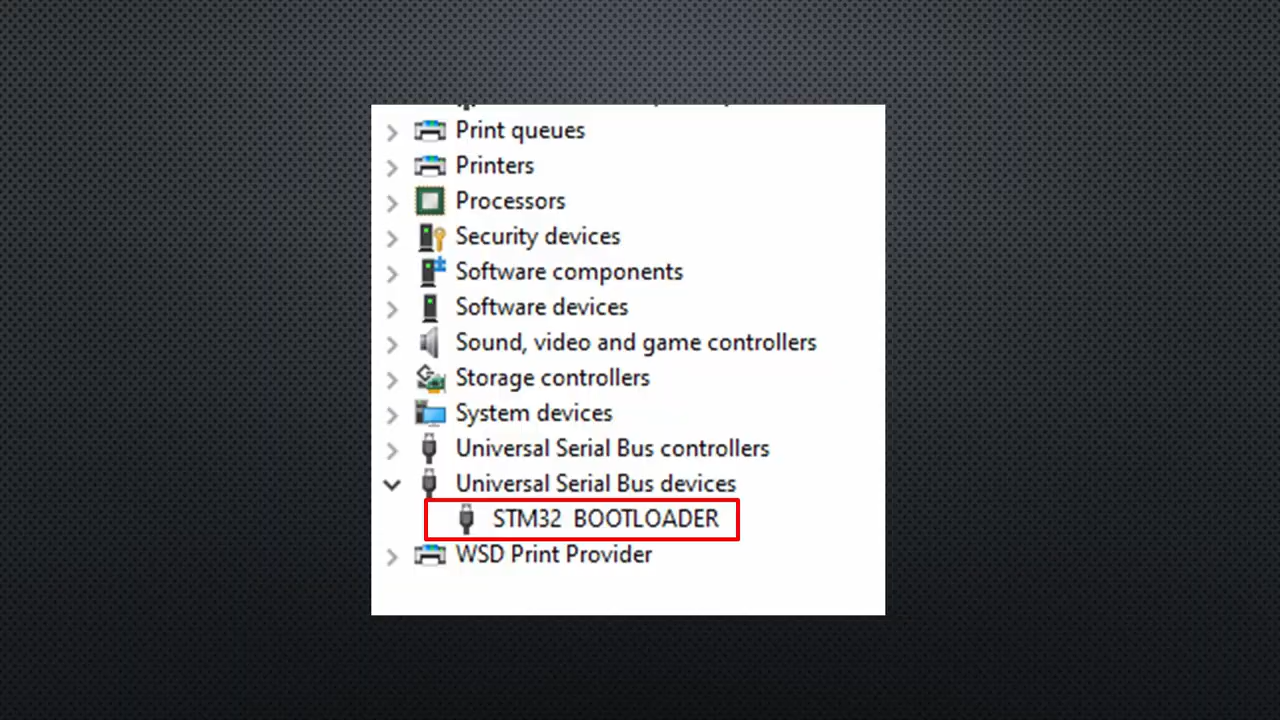 Print queues
Printers
Processors
Security devices
Software components
Software devices
Sound, video and game controllers
Storage controllers
System devices
Universal Serial Bus controllers
Universal Serial Bus devices
STM32  BOOTLOADER
WSD Print Provider